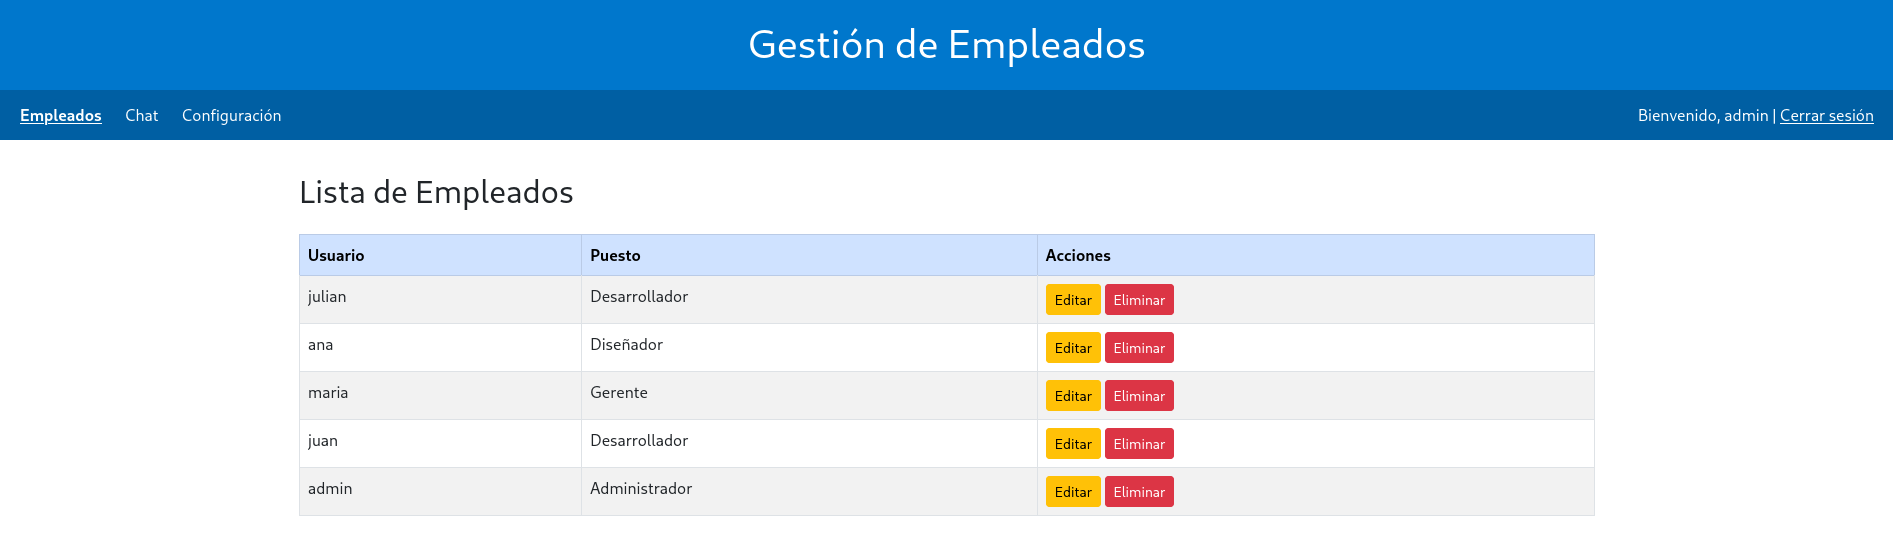 Gestión de Empleados
Empleados Chat Configuración Bienvenido, admin | Cerrar sesión
Lista de Empleados
Usuario Puesto Acciones
julian Desarrollador Editar Eliminar
ana Diseñador Editar Eliminar
maria Gerente Editar Eliminar
juan Desarrollador Editar Eliminar
admin Administrador Editar Eliminar